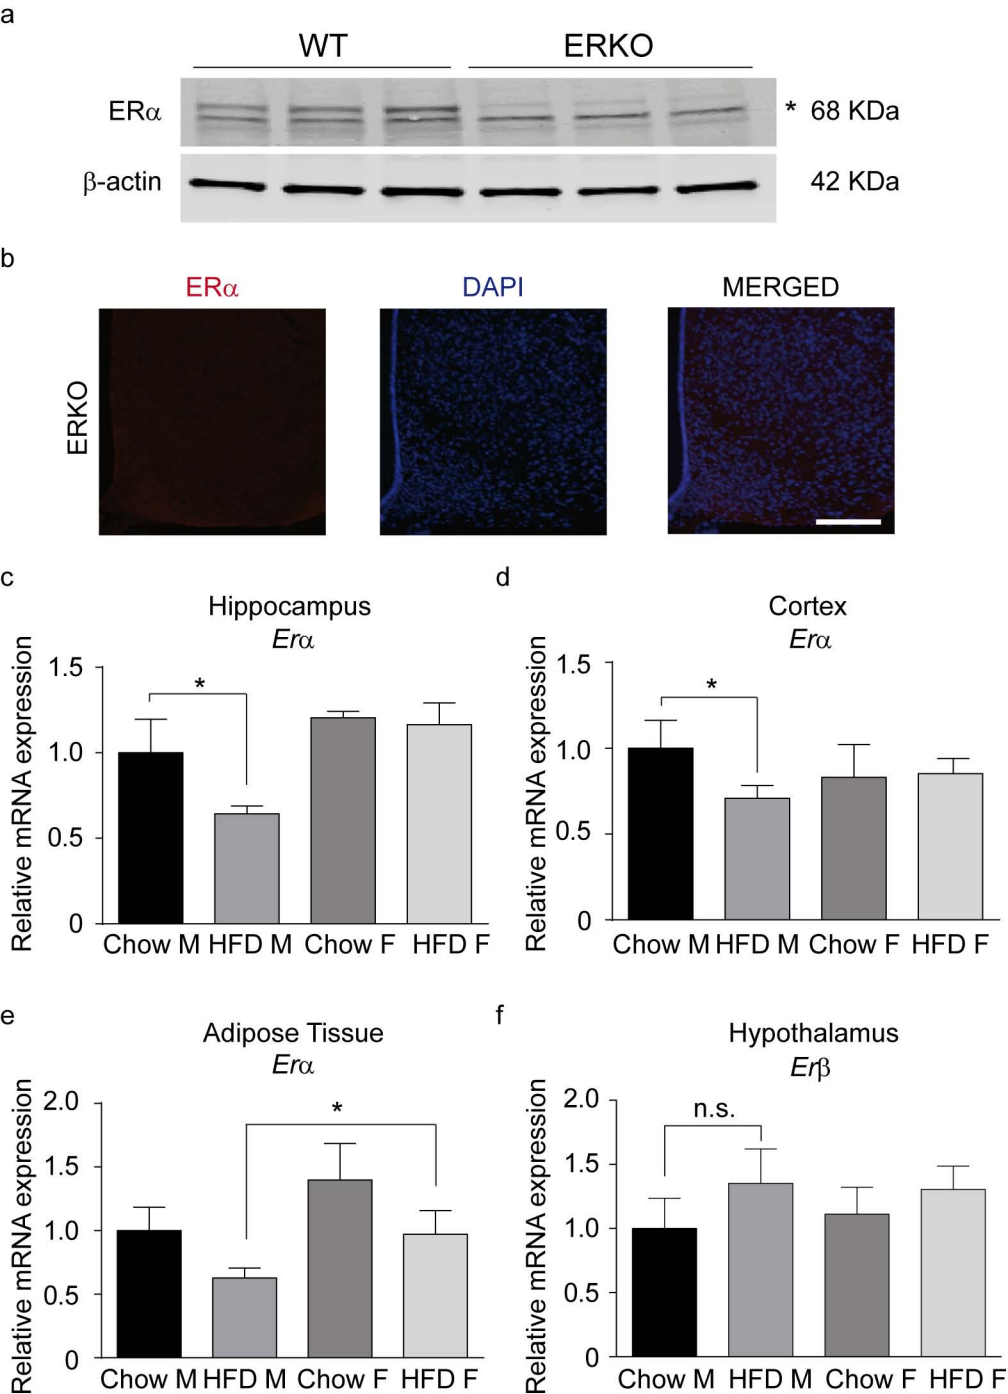 a
WT ERKO
ERα * 68 KDa
β-actin 42 KDa
b
ERα DAPI MERGED
ERKO
c
Hippocampus
Erα
Relative mRNA expression
1.5
1.0
0.5
0
*
Chow M HFD M Chow F HFD F
d
Cortex
Erα
Relative mRNA expression
1.5
1.0
0.5
0
*
Chow M HFD M Chow F HFD F
e
Adipose Tissue
Erα
Relative mRNA expression
2.0
1.5
1.0
0.5
0
*
Chow M HFD M Chow F HFD F
f
Hypothalamus
Erβ
Relative mRNA expression
2.0
1.5
1.0
0.5
0
n.s.
Chow M HFD M Chow F HFD F